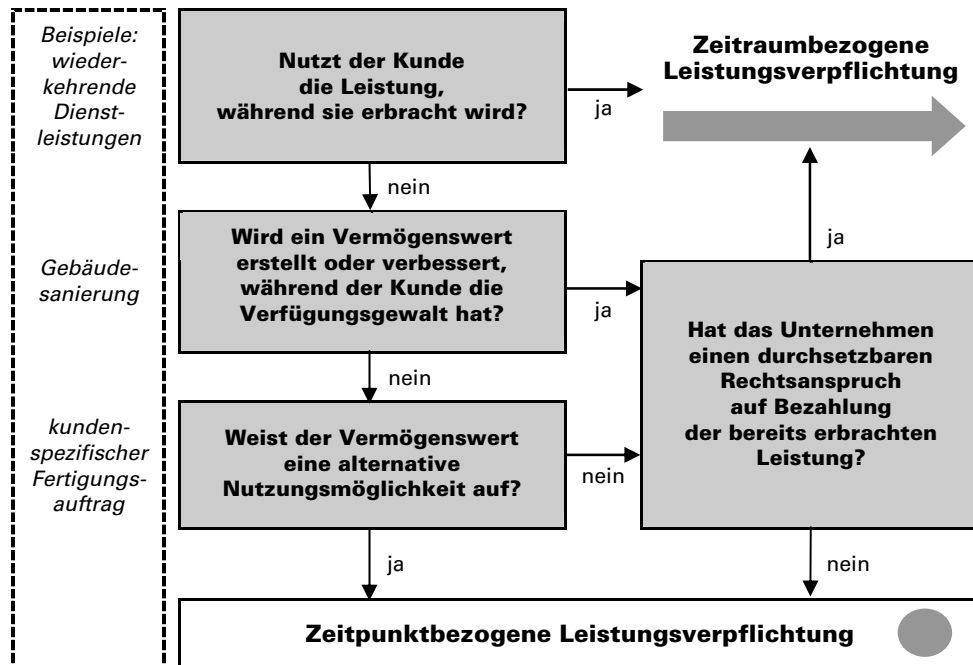 Beispiele:
wieder-
kehrende
Dienst-
leistungen
Nutzt der Kunde
die Leistung,
während sie erbracht wird?
ja
Zeitraumbezogene
Leistungsverpflichtung
nein
Gebäude-
sanierung
Wird ein Vermögenswert
erstellt oder verbessert,
während der Kunde die
Verfügungsgewalt hat?
ja
ja
Hat das Unternehmen
einen durchsetzbaren
Rechtsanspruch
auf Bezahlung
der bereits erbrachten
Leistung?
nein
kunden-
spezifischer
Fertigungs-
auftrag
Weist der Vermögenswert
eine alternative
Nutzungsmöglichkeit auf?
nein
ja
nein
Zeitpunktbezogene Leistungsverpflichtung